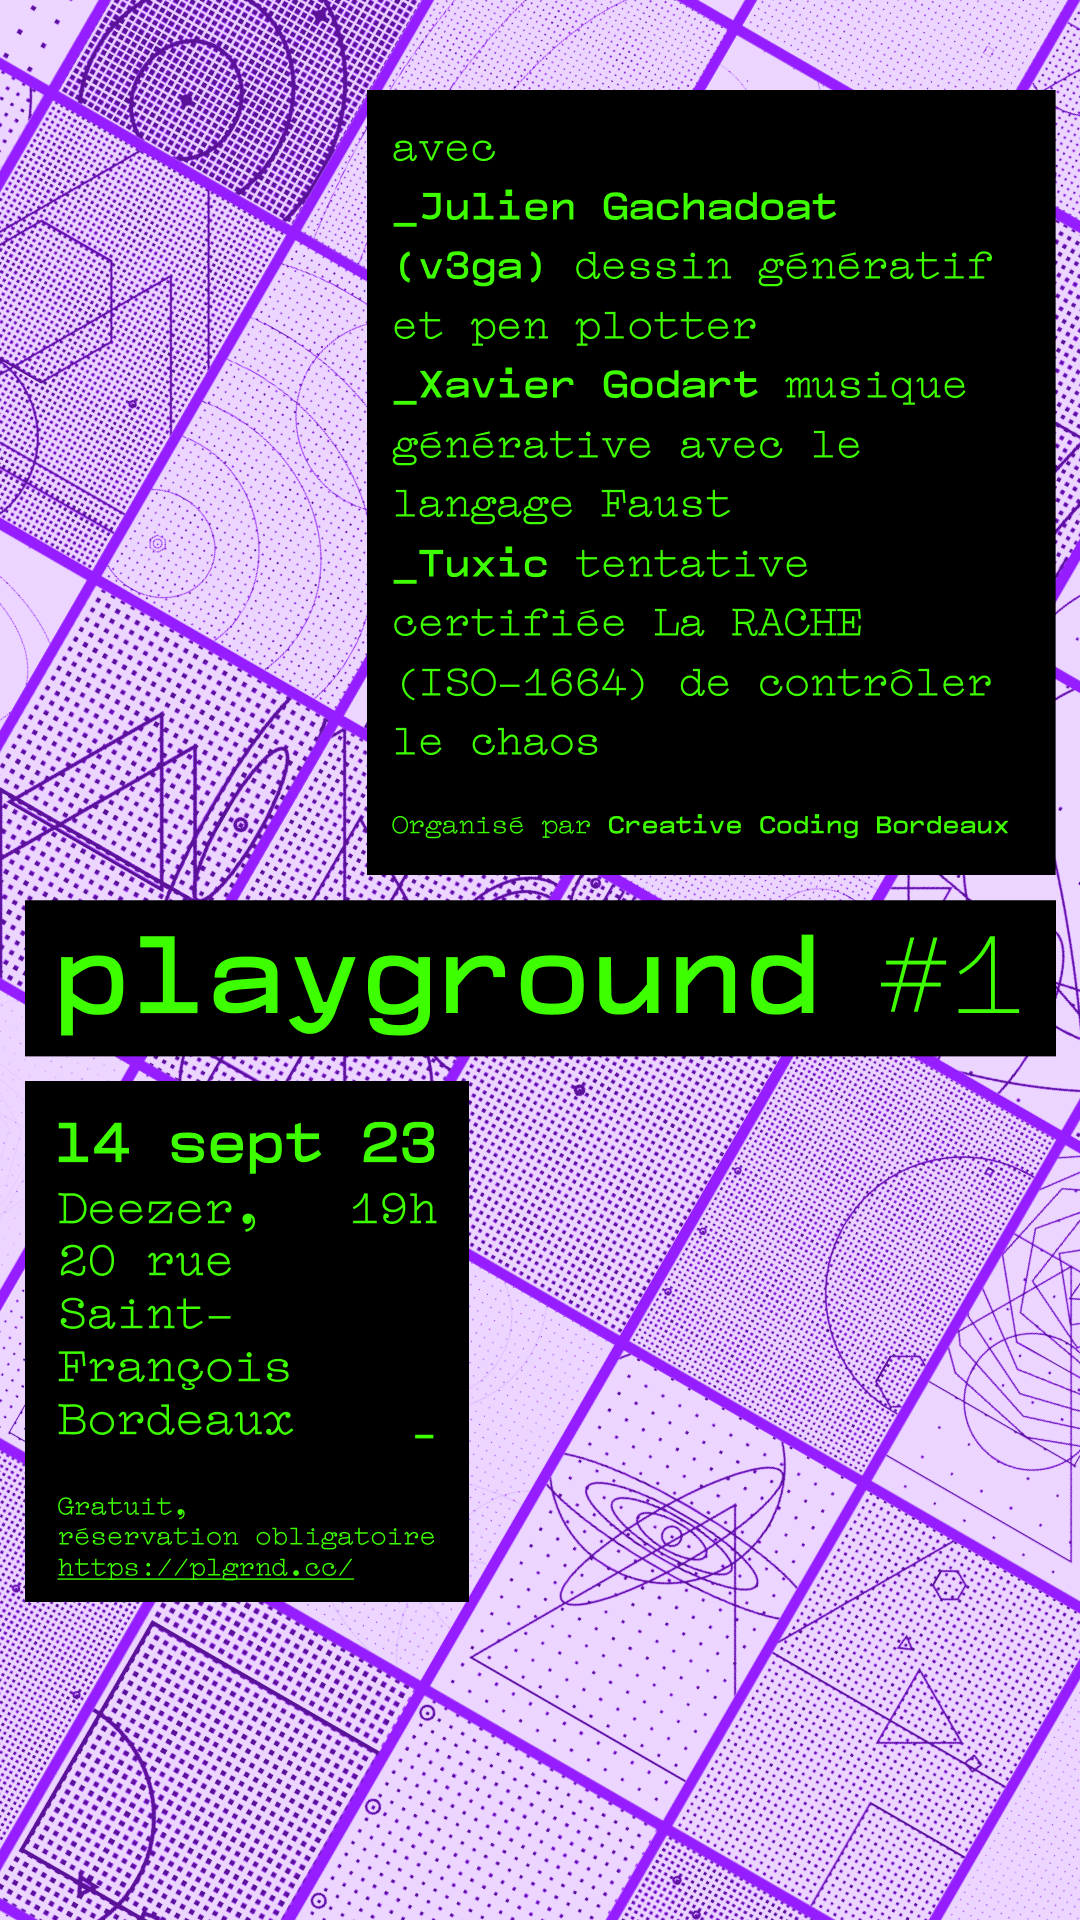 avec
_Julien Gachadoat
(v3ga) dessin génératif
et pen plotter
_Xavier Godart musique
générative avec le
langage Faust
_Tuxic tentative
certifiée La RACHE
(ISO-1664) de contrôler
le chaos
Organisé par Creative Coding Bordeaux
playground #1
14 sept 23
Deezer, 19h
20 rue
Saint-
François
Bordeaux _
Gratuit,
réservation obligatoire
https://plgrnd.cc/